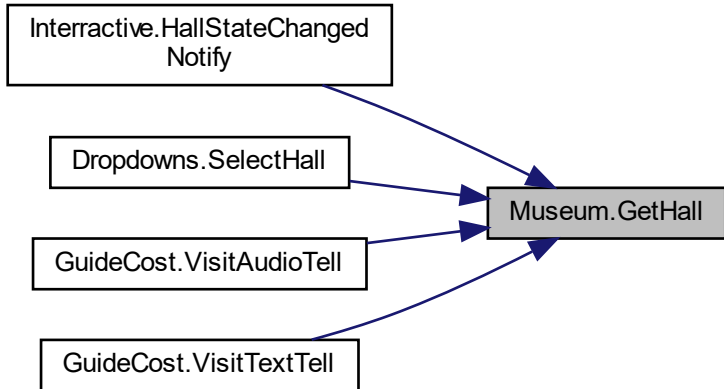 Interractive.HallStateChanged
Notify
Dropdowns.SelectHall
Museum.GetHall
GuideCost.VisitAudioTell
GuideCost.VisitTextTell